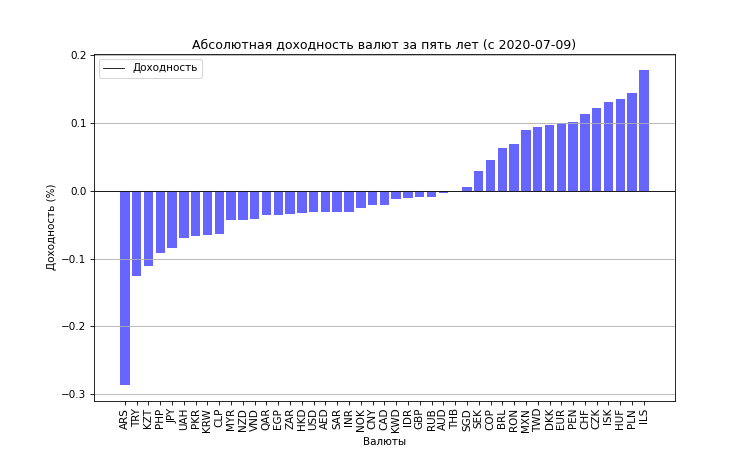 Абсолютная доходность валют за пять лет (с 2020-07-09)
Доходность
0.2
0.1
0.0
−0.1
−0.2
−0.3
Доходность (%)
ARS TRY KZT PHP JPY UAH PKR KRW CLP MYR NZD VND QAR EGP ZAR HKD USD AED SAR INR NOK CNY CAD KWD IDR GBP RUB AUD THB SGD SEK COP BRL RON MXN TWD DKK EUR PEN CHF CZK ISK HUF PLN ILS
Валюты